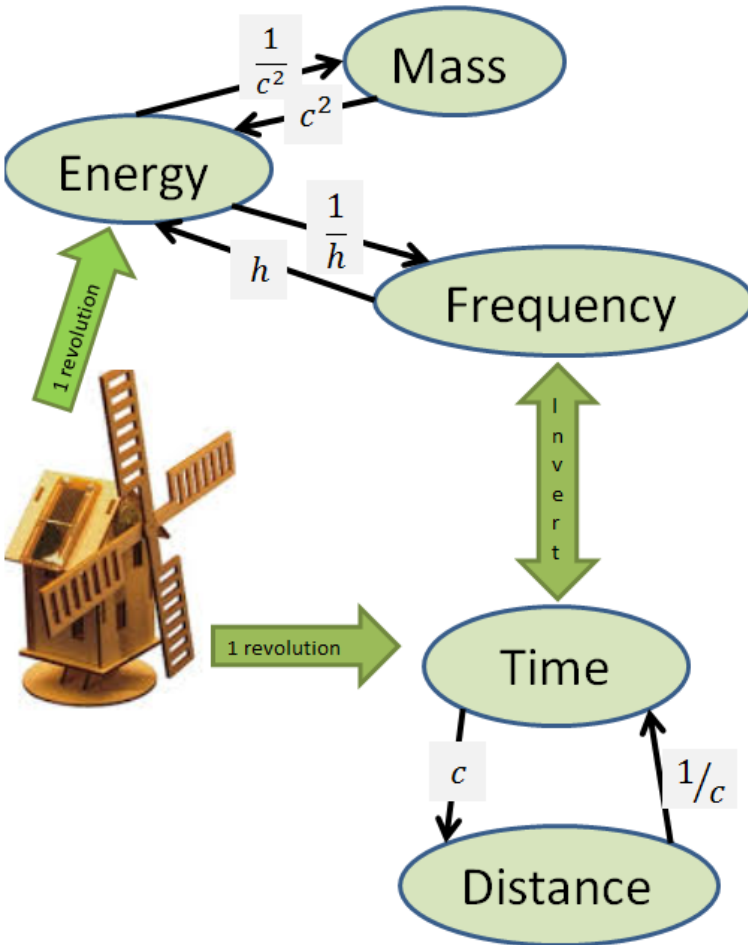 1/c²
Mass
c²
Energy
1/h
h
Frequency
1 revolution
Invert
1 revolution
Time
c
1/c
Distance